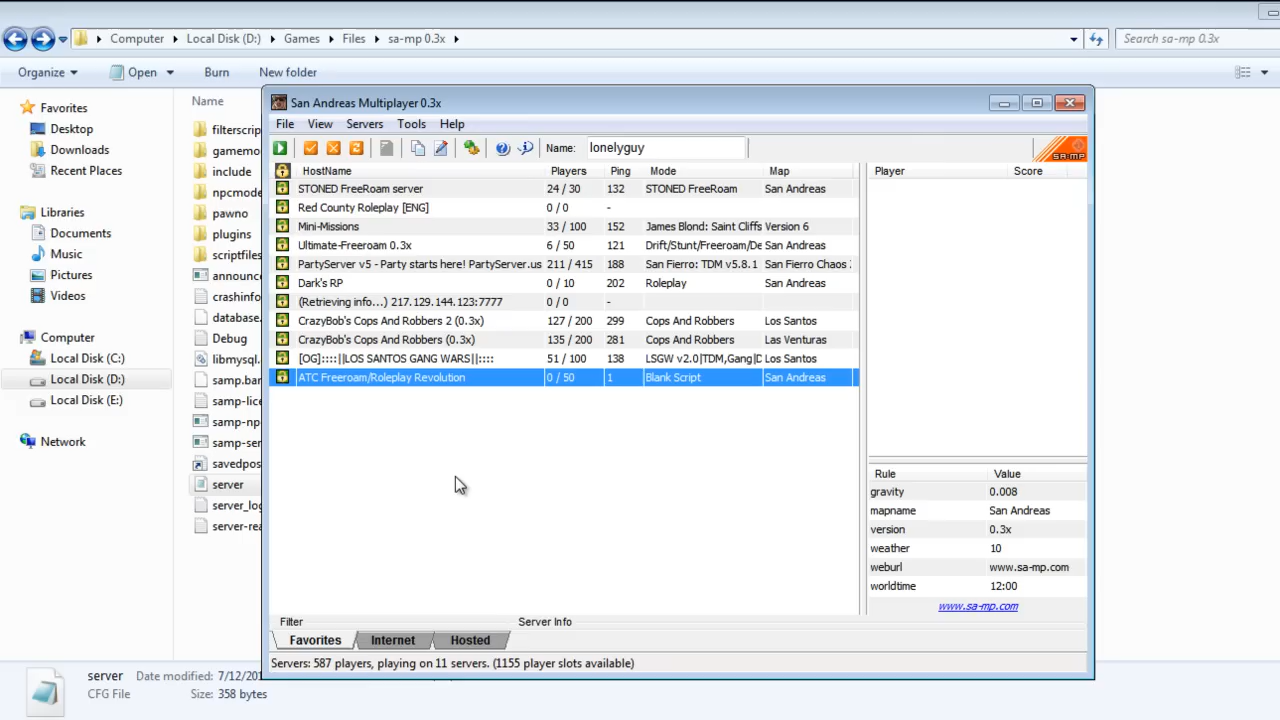 Computer Local Disk (D:) Games Files sa-mp 0.3x
Search sa-mp 0.3x
Organize Open Burn New folder
Favorites
Desktop
Downloads
Recent Places
Libraries
Documents
Music
Pictures
Videos
Computer
Local Disk (C:)
Local Disk (D:)
Local Disk (E:)
Network
Name
filterscrip
gamemo
include
npcmode
pawno
plugins
scriptfiles
announc
crashinfo
database.
Debug
libmysql.
samp.ban
samp-lice
samp-np
samp-ser
savedpos
server
server_log
server-rea
San Andreas Multiplayer 0.3x
File View Servers Tools Help
Name: lonelyguy
sa:mp
HostName Players Ping Mode Map
STONED FreeRoam server 24 / 30 132 STONED FreeRoam San Andreas
Red County Roleplay [ENG] 0 / 0 -
Mini-Missions 33 / 100 152 James Bond: Saint Cliffs Version 6
Ultimate-Freeroam 0.3x 6 / 50 121 Drift/Stunt/Freeroam/De San Andreas
PartyServer v5 - Party starts here! PartyServer.us 211 / 415 188 San Fierro: TDM v5.8.1 San Fierro Chaos
Dark's RP 0 / 10 202 Roleplay San Andreas
(Retrieving info...) 217.129.144.123:7777 0 / 0 -
CrazyBob's Cops And Robbers 2 (0.3x) 127 / 200 299 Cops And Robbers Los Santos
CrazyBob's Cops And Robbers (0.3x) 135 / 200 281 Cops And Robbers Las Venturas
[OG]::::||LOS SANTOS GANG WARS||:::: 51 / 100 138 LSGW v2.0|TDM,Gang|D Los Santos
ATC Freeroam/Roleplay Revolution 0 / 50 1 Blank Script San Andreas
Player Score
Rule Value
gravity 0.008
mapname San Andreas
version 0.3x
weather 10
weburl www.sa-mp.com
worldtime 12:00
www.sa-mp.com
Filter Server Info
Favorites Internet Hosted
Servers: 587 players, playing on 11 servers. (1155 player slots available)
server Date modified: 7/12/201
CFG File Size: 358 bytes